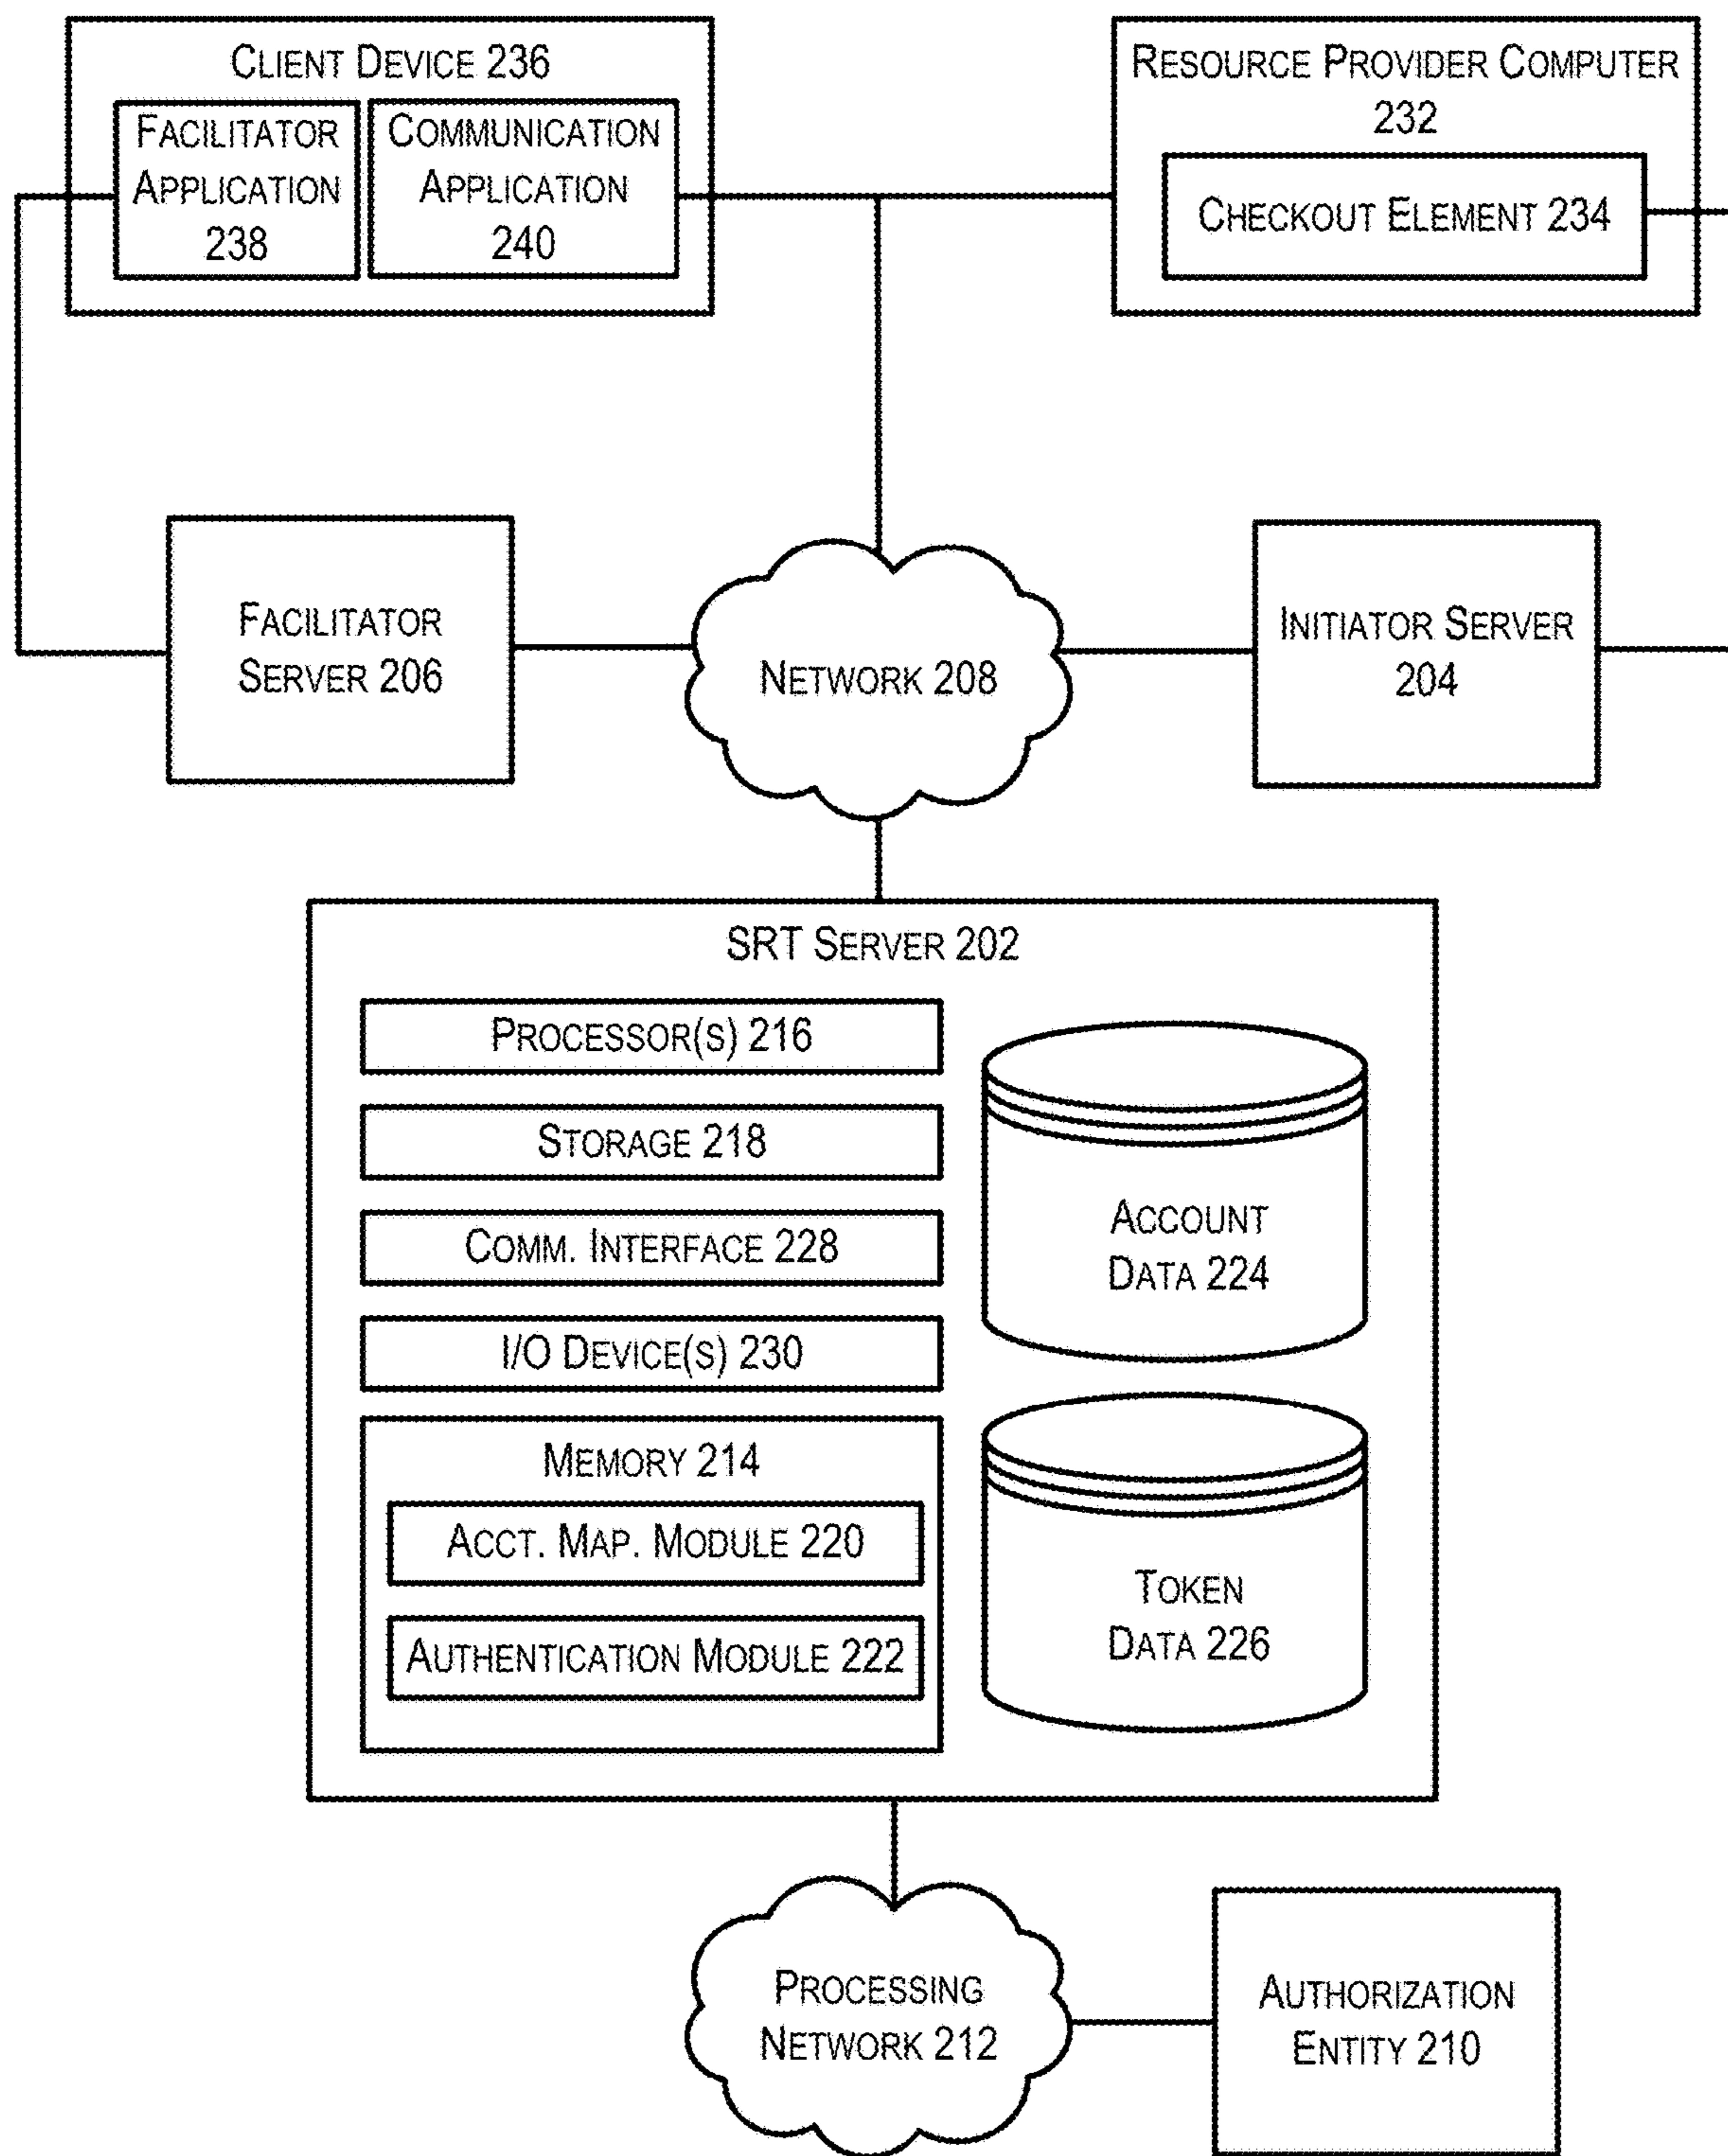 CLIENT DEVICE 236
FACILITATOR
APPLICATION
238
COMMUNICATION
APPLICATION
240
RESOURCE PROVIDER COMPUTER
232
CHECKOUT ELEMENT 234
FACILITATOR
SERVER 206
NETWORK 208
INITIATOR SERVER
204
SRT SERVER 202
PROCESSOR(S) 216
STORAGE 218
COMM. INTERFACE 228
I/O DEVICE(S) 230
MEMORY 214
ACCT. MAP. MODULE 220
AUTHENTICATION MODULE 222
ACCOUNT
DATA 224
TOKEN
DATA 226
PROCESSING
NETWORK 212
AUTHORIZATION
ENTITY 210